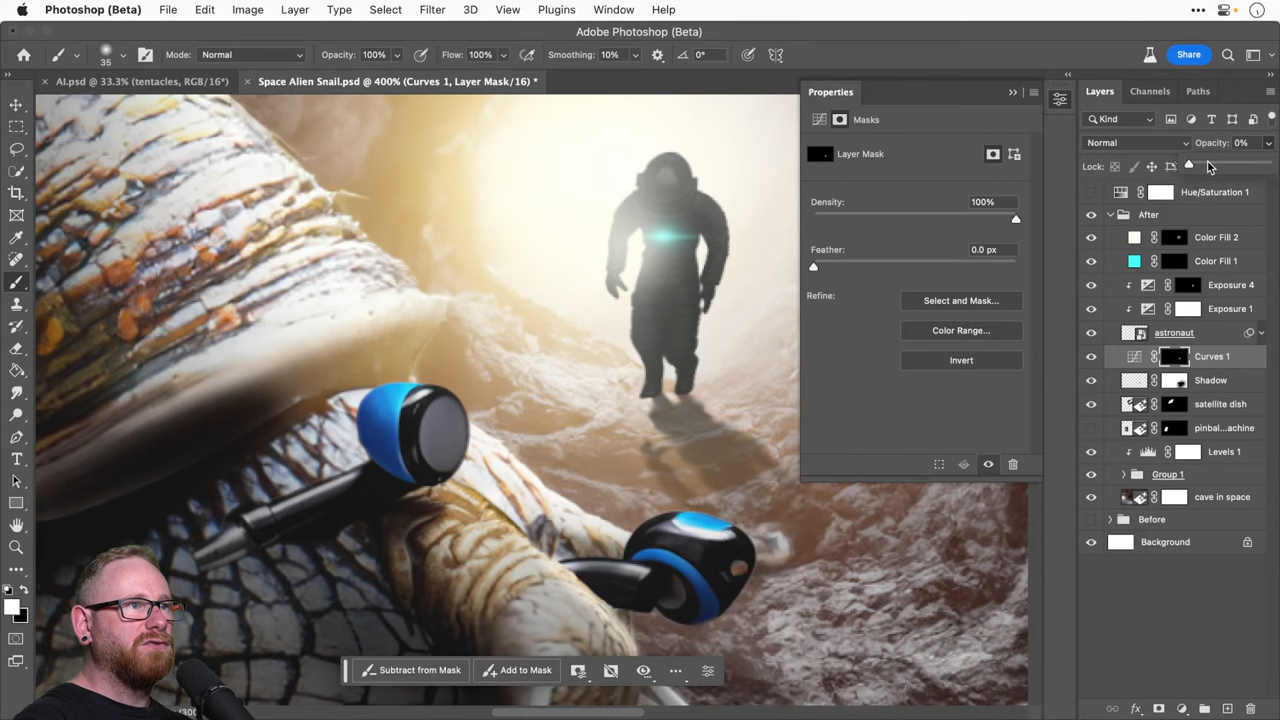 Photoshop (Beta) File Edit Image Layer Type Select Filter 3D View Plugins Window Help
Adobe Photoshop (Beta)
35 Mode: Normal Opacity: 100% Flow: 100% Smoothing: 10% 0° Share
AI.psd @ 33.3% (tentacles, RGB/16*) Space Alien Snail.psd @ 400% (Curves 1, Layer Mask/16) *
Properties
Masks
Layer Mask
Density: 100%
Feather: 0.0 px
Refine: Select and Mask...
Color Range...
Invert
Layers Channels Paths
Kind
Normal Opacity: 0%
Lock:
Hue/Saturation 1
After
Color Fill 2
Color Fill 1
Exposure 4
Exposure 1
astronaut
Curves 1
Shadow
satellite dish
pinbal...achine
Levels 1
Group 1
cave in space
Before
Background
Subtract from Mask Add to Mask